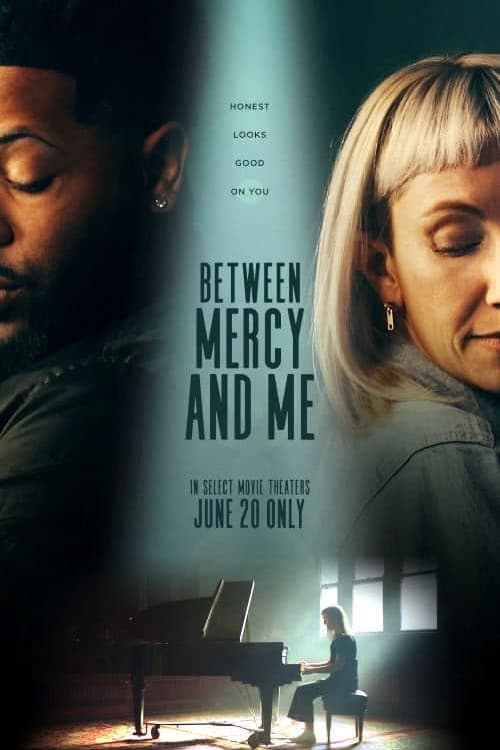 HONEST
LOOKS
GOOD
ON YOU
BETWEEN
MERCY
AND ME
IN SELECT MOVIE THEATERS
JUNE 20 ONLY